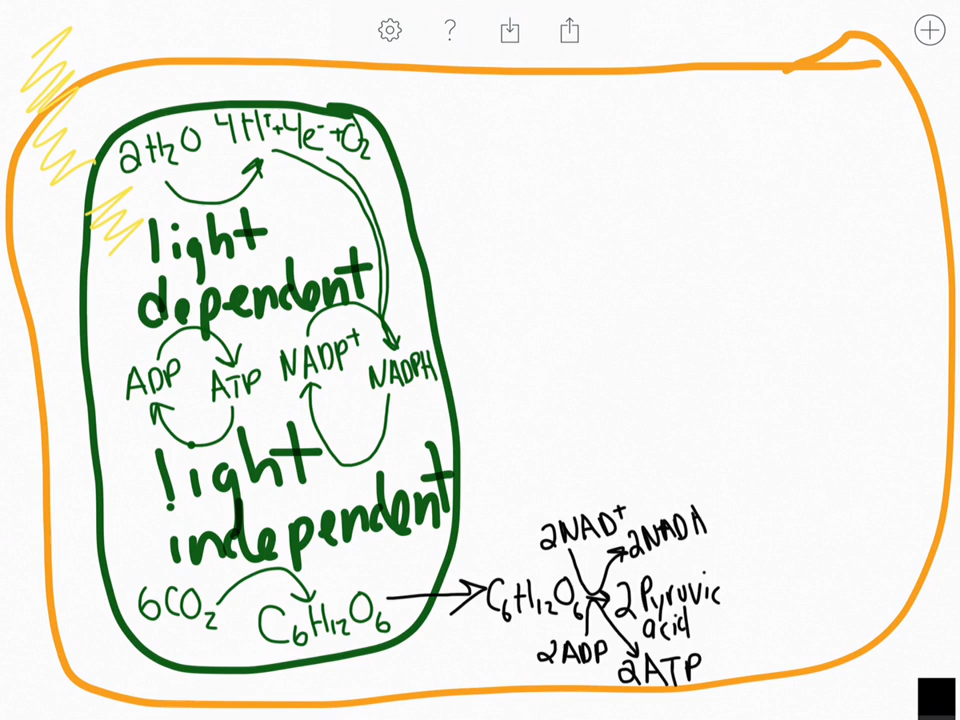 ?
2H₂O 4H⁺+4e⁻+O₂
light
dependent
ADP ATP NADP⁺ NADPH
light
independent
6CO₂ C₆H₁₂O₆
2NAD⁺ 2NADH
C₆H₁₂O₆ 2 Pyruvic
acid
2ADP 2ATP